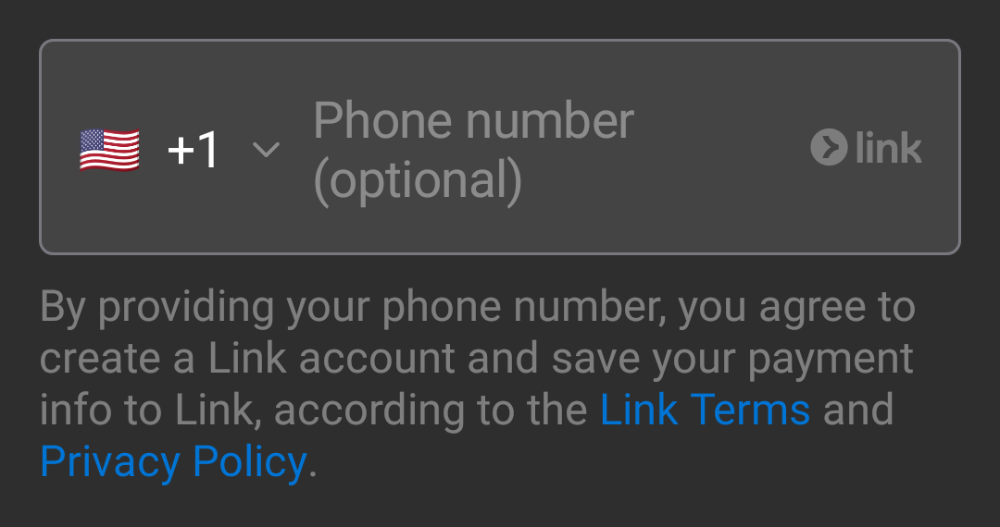 +1 Phone number
(optional)
link
By providing your phone number, you agree to
create a Link account and save your payment
info to Link, according to the Link Terms and
Privacy Policy.